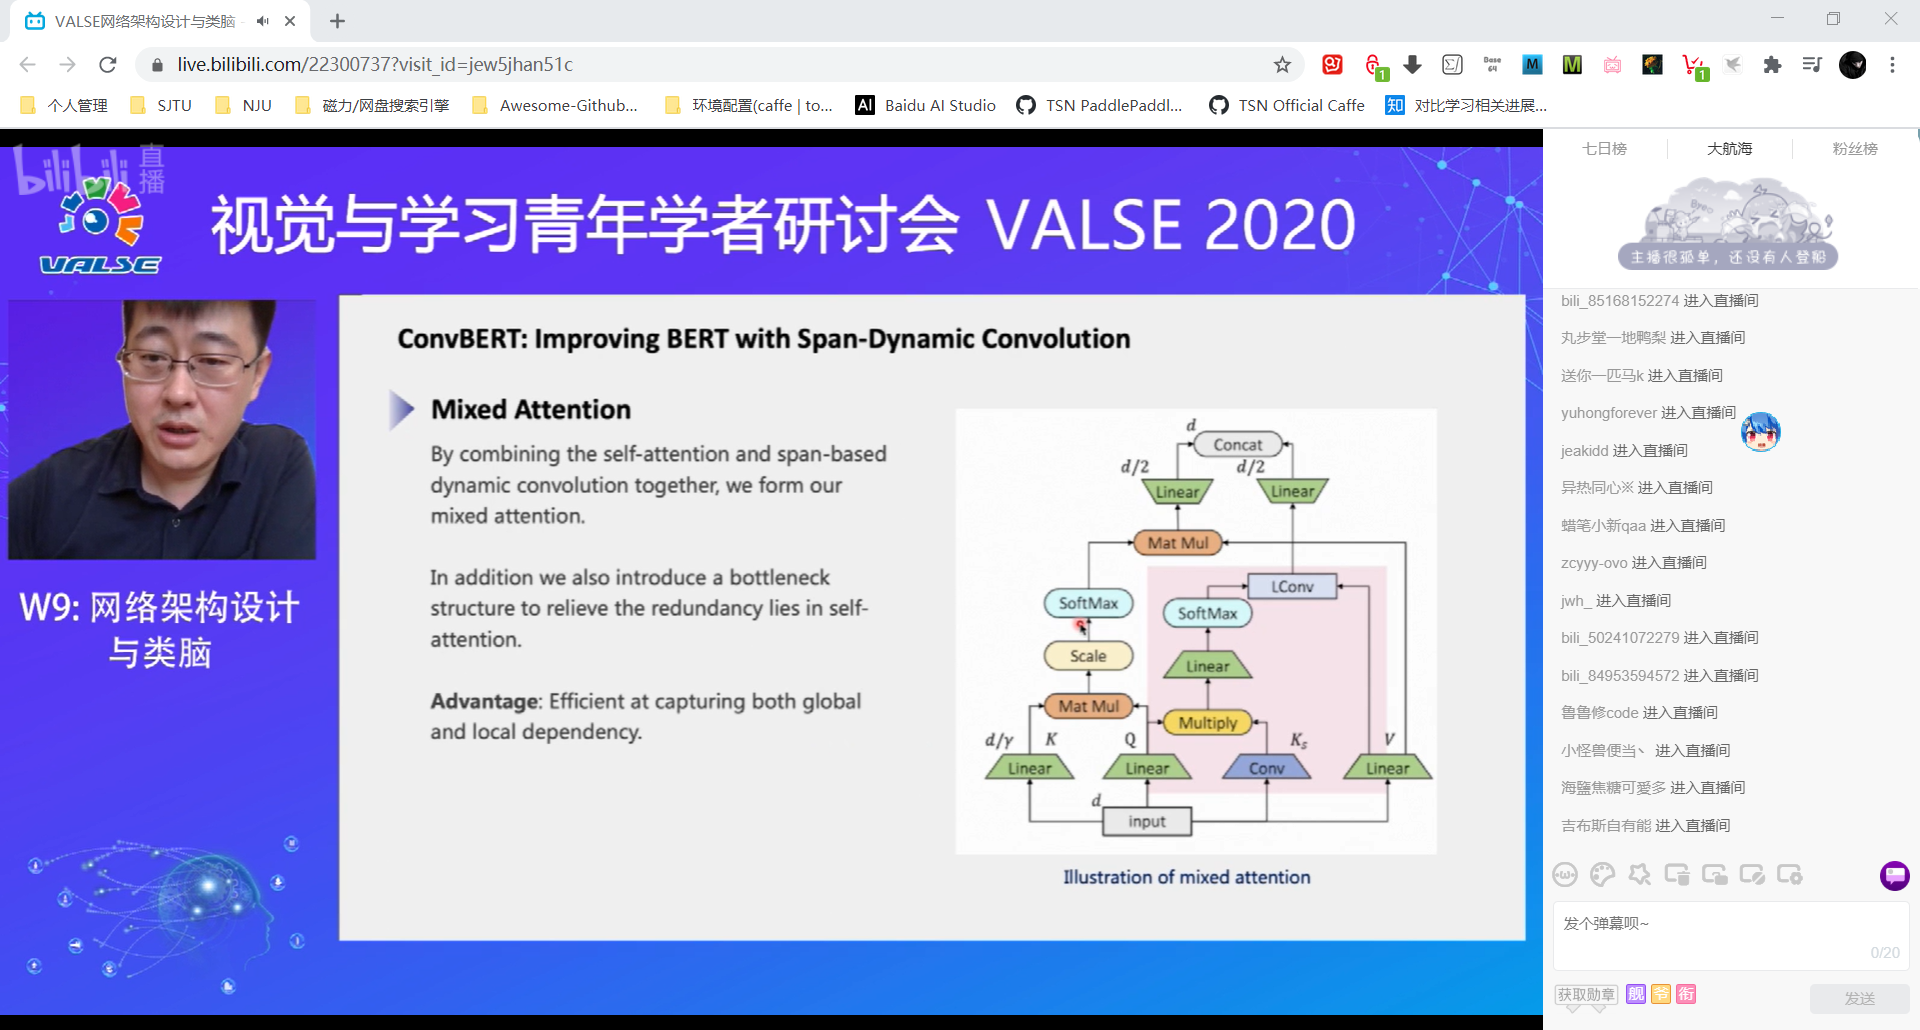 VALSE网络架构设计与类脑 -
live.bilibili.com/22300737?visit_id=jew5jhan51c
1
Base 64
M
M
1
个人管理
SJTU
NJU
磁力/网盘搜索引擎
Awesome-Github...
环境配置(caffe | to...
AI
Baidu AI Studio
TSN PaddlePaddl...
TSN Official Caffe
知
对比学习相关进展...
bilibili 直播
VALSE
视觉与学习青年学者研讨会 VALSE 2020
W9: 网络架构设计
与类脑
ConvBERT: Improving BERT with Span-Dynamic Convolution
Mixed Attention
By combining the self-attention and span-based
dynamic convolution together, we form our
mixed attention.
In addition we also introduce a bottleneck
structure to relieve the redundancy lies in self-
attention.
Advantage: Efficient at capturing both global
and local dependency.
d
Concat
d/2
d/2
Linear
Linear
Mat Mul
LConv
SoftMax
SoftMax
Scale
Linear
Mat Mul
Multiply
d/γ
K
Q
Ks
V
Linear
Linear
Conv
Linear
d
input
Illustration of mixed attention
七日榜
大航海
粉丝榜
主播很孤单，还没有人登船
bili_85168152274 进入直播间
丸步堂一地鸭梨 进入直播间
送你一匹马k 进入直播间
yuhongforever 进入直播间
jeakidd 进入直播间
异热同心※ 进入直播间
蜡笔小新qaa 进入直播间
zcyyy-ovo 进入直播间
jwh_ 进入直播间
bili_50241072279 进入直播间
bili_84953594572 进入直播间
鲁鲁修code 进入直播间
小怪兽便当丶 进入直播间
海鹽焦糖可愛多 进入直播间
吉布斯自有能 进入直播间
发个弹幕呗~
0/20
获取勋章
舰
爷
衔
发送